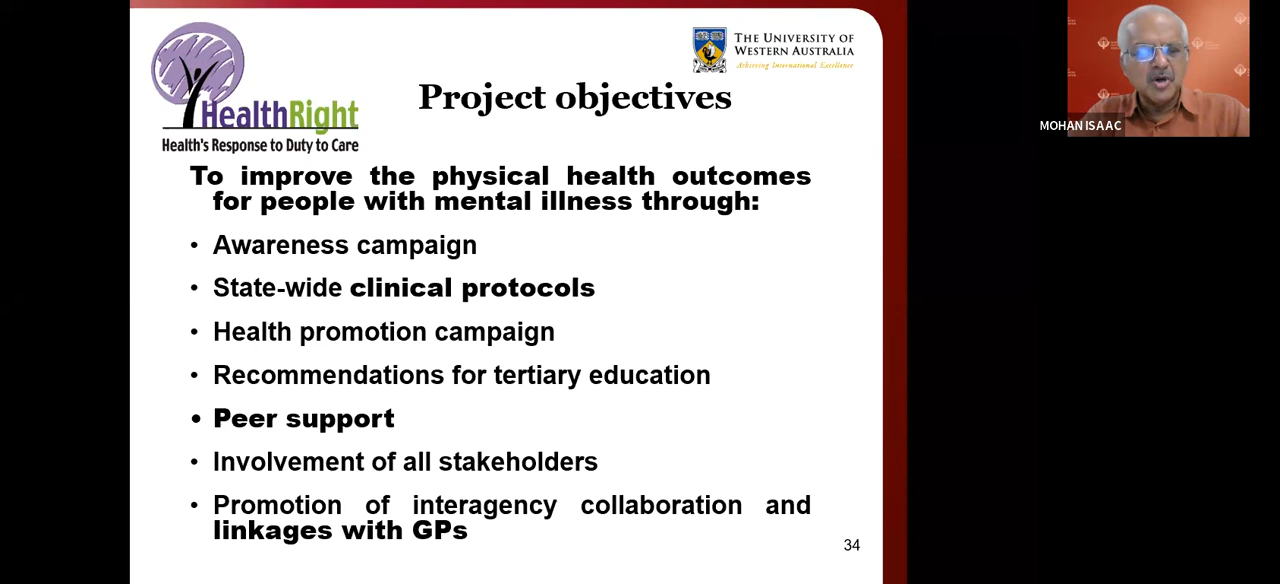 THE UNIVERSITY OF
WESTERN AUSTRALIA
Achieving International Excellence
HealthRight
Health's Response to Duty to Care
Project objectives
MOHAN ISAAC
To improve the physical health outcomes
for people with mental illness through:
• Awareness campaign
• State-wide clinical protocols
• Health promotion campaign
• Recommendations for tertiary education
• Peer support
• Involvement of all stakeholders
• Promotion of interagency collaboration and
linkages with GPs
34